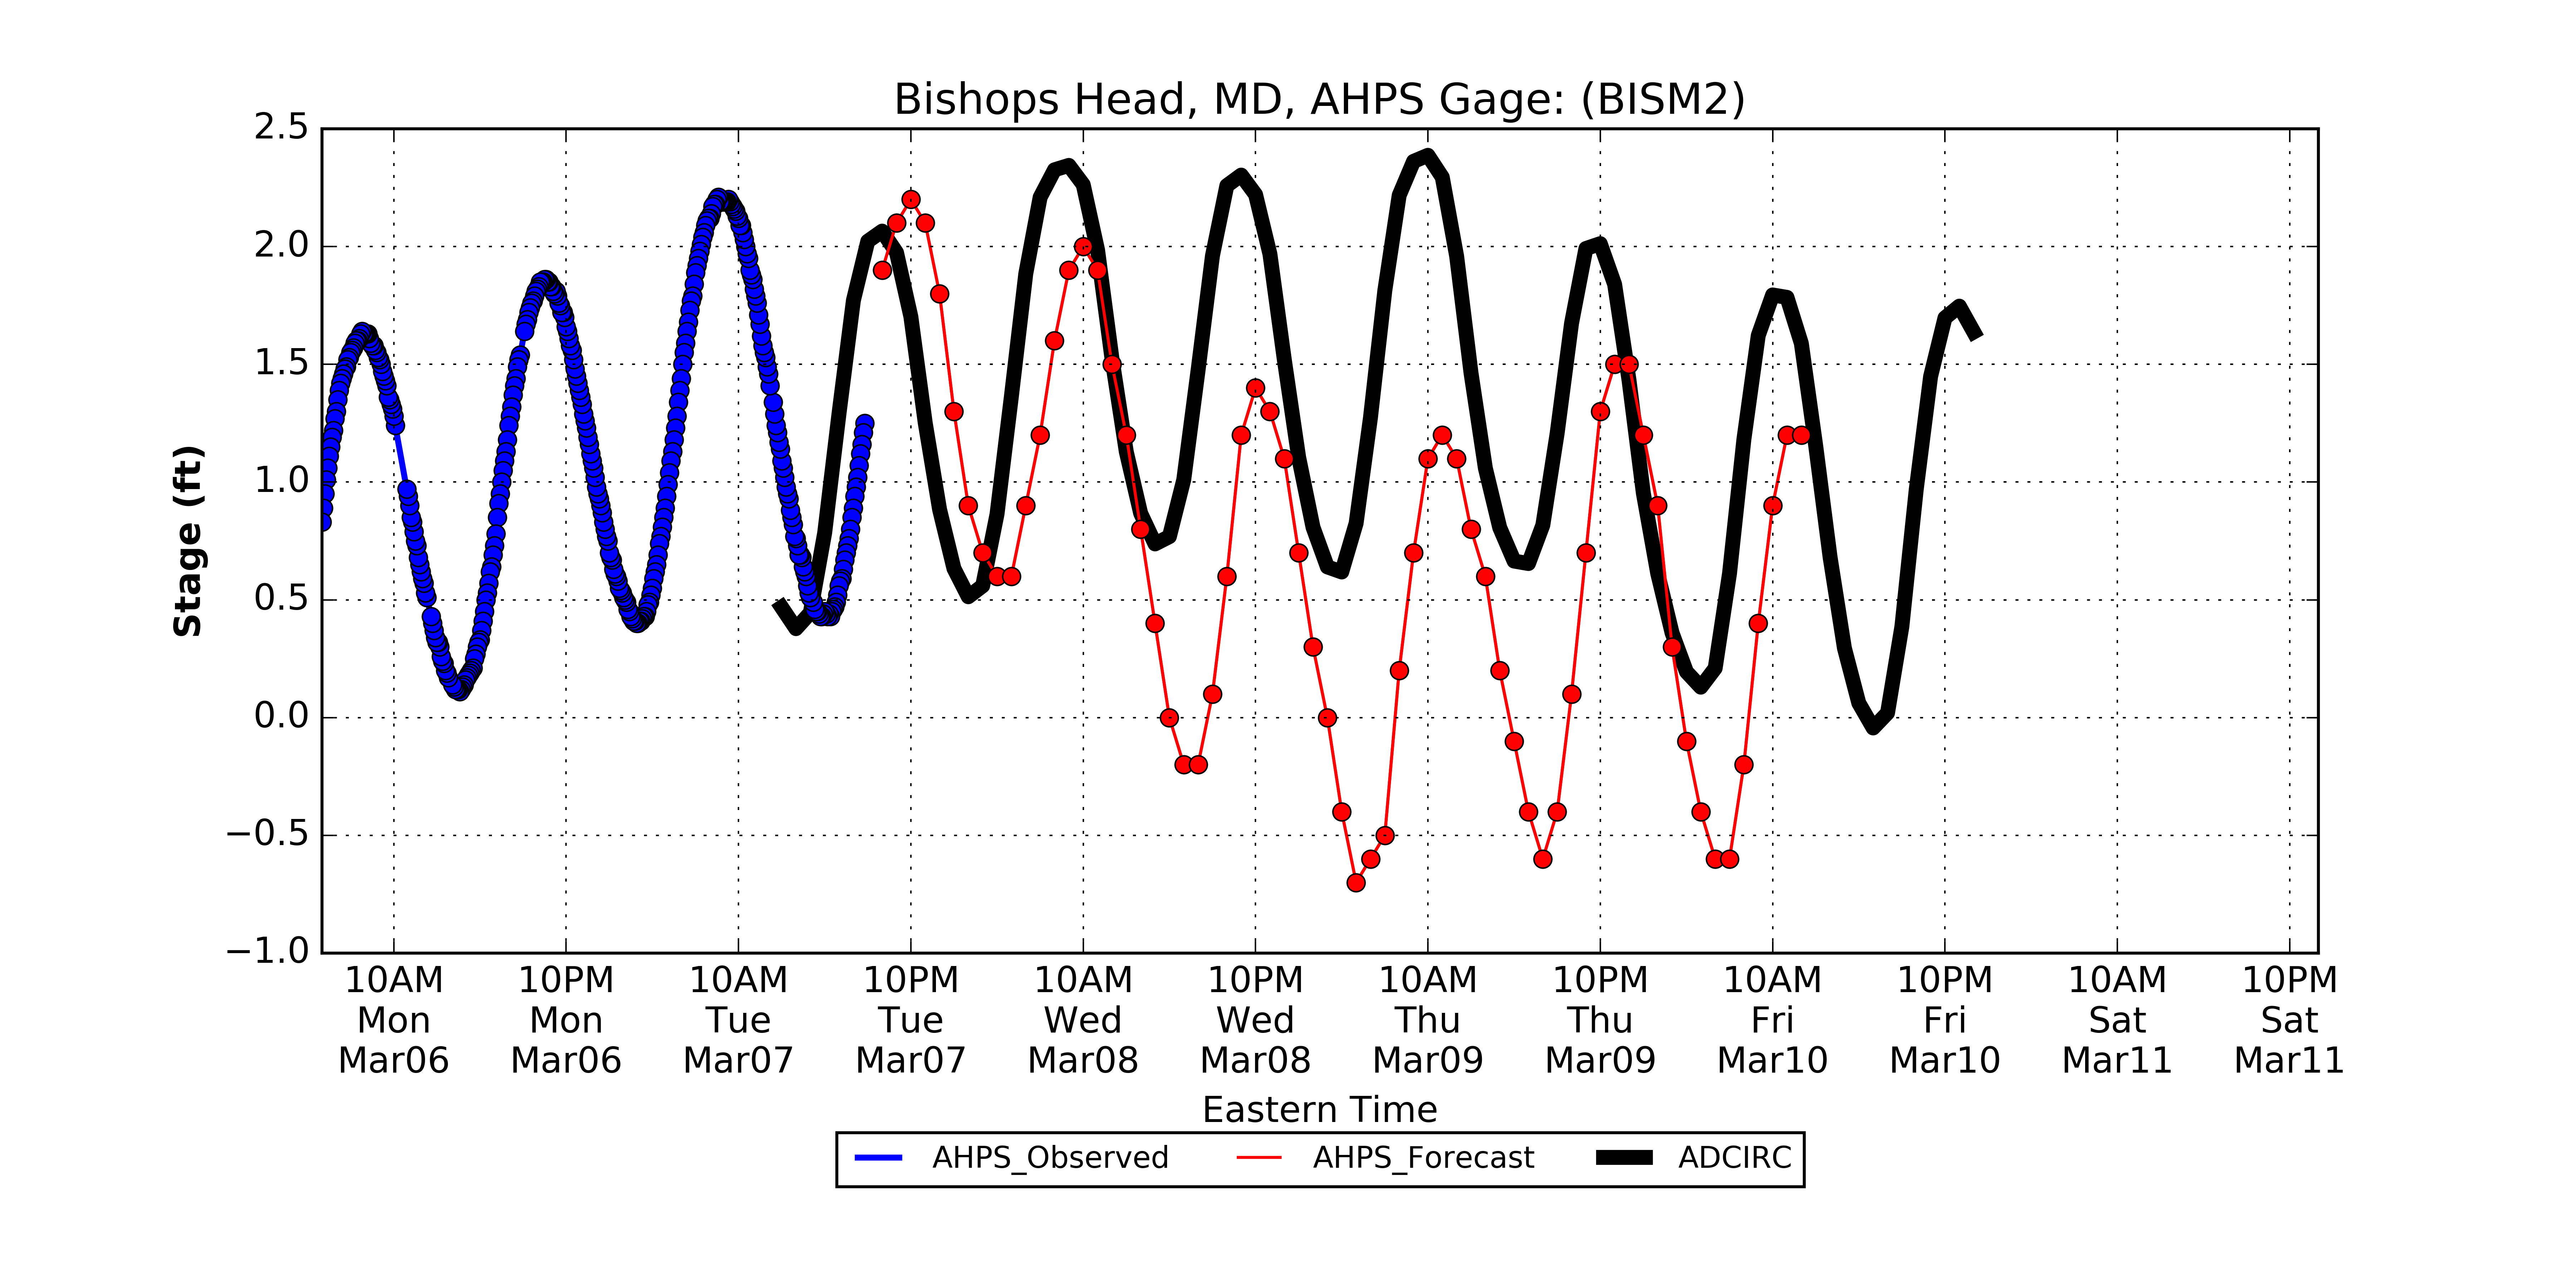 Bishops Head, MD, AHPS Gage: (BISM2)
2.5
2.0
1.5
1.0
0.5
0.0
−0.5
−1.0
Stage (ft)
10AM 10PM 10AM 10PM 10AM 10PM 10AM 10PM 10AM 10PM 10AM 10PM
Mon Mon Tue Tue Wed Wed Thu Thu Fri Fri Sat Sat
Mar06 Mar06 Mar07 Mar07 Mar08 Mar08 Mar09 Mar09 Mar10 Mar10 Mar11 Mar11
Eastern Time
AHPS_Observed AHPS_Forecast ADCIRC